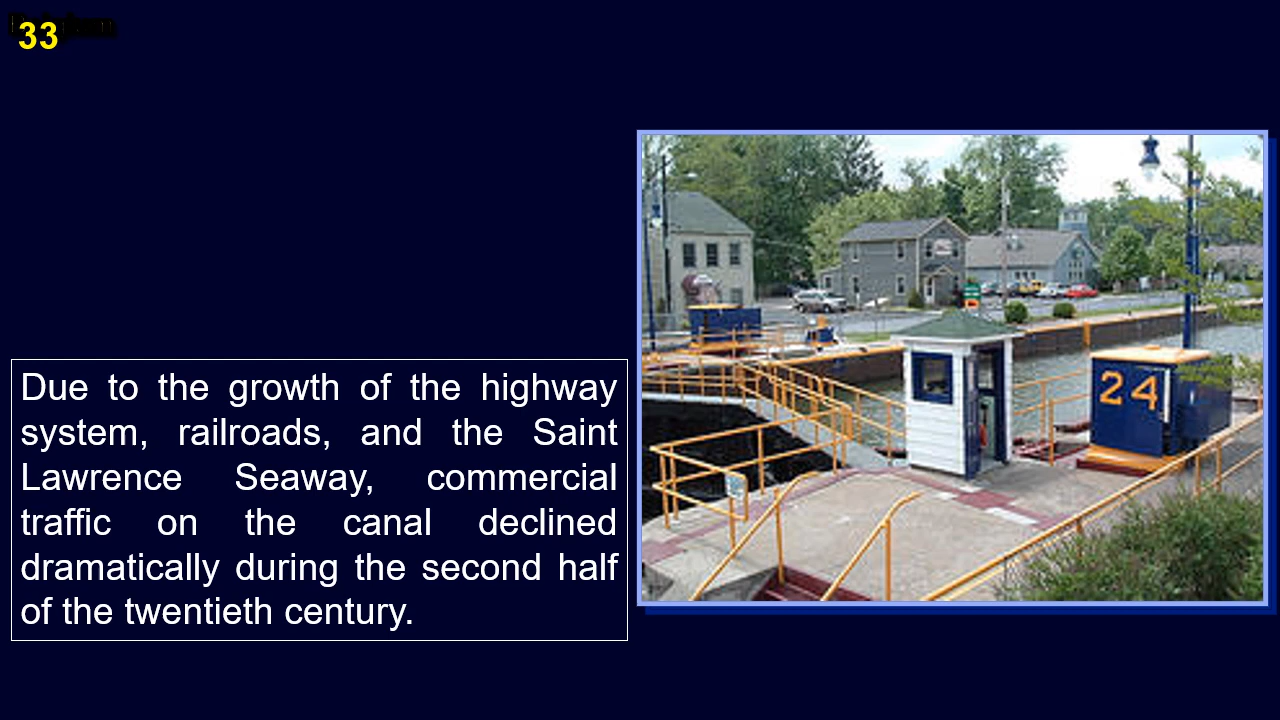 33
Due to the growth of the highway
system, railroads, and the Saint
Lawrence Seaway, commercial
traffic on the canal declined
dramatically during the second half
of the twentieth century.
24